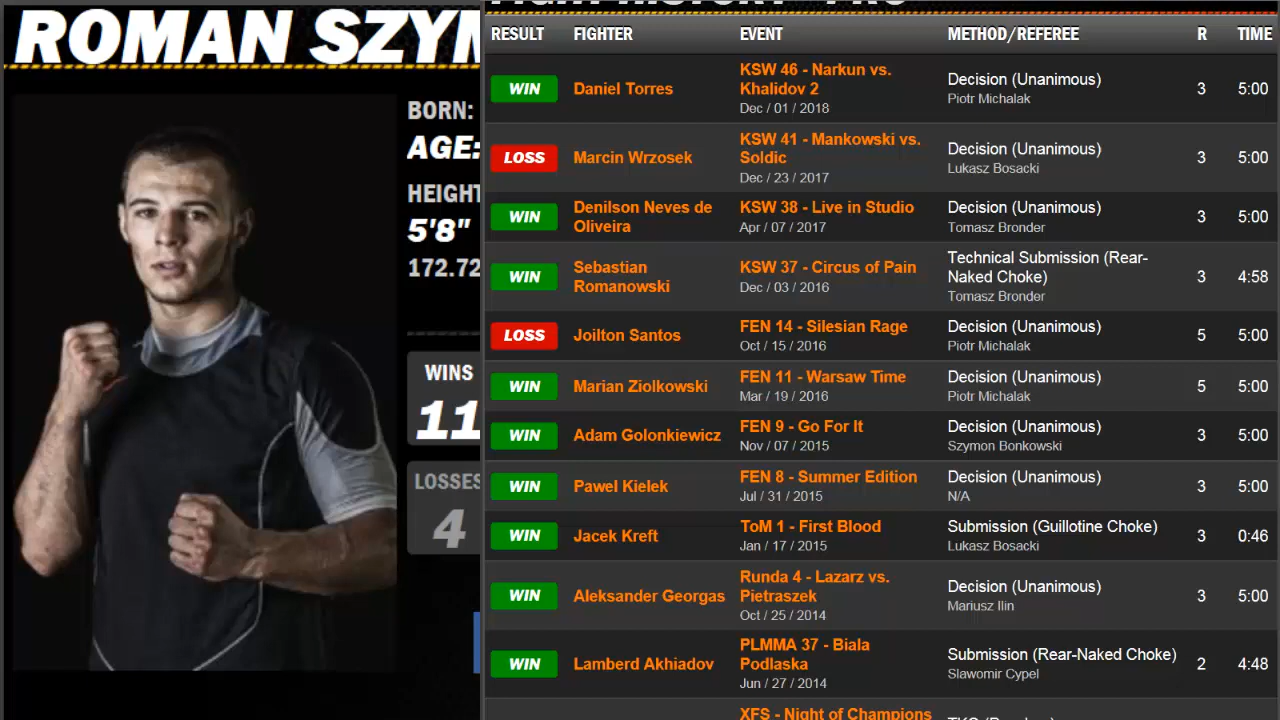 ROMAN SZYM
BORN:
AGE:
HEIGHT
5'8"
172.72
WINS
11
LOSSES
4
RESULT FIGHTER EVENT METHOD/REFEREE R TIME
WIN Daniel Torres KSW 46 - Narkun vs. Khalidov 2 Decision (Unanimous) 3 5:00
Dec / 01 / 2018 Piotr Michalak
LOSS Marcin Wrzosek KSW 41 - Mankowski vs. Soldic Decision (Unanimous) 3 5:00
Dec / 23 / 2017 Lukasz Bosacki
WIN Denilson Neves de Oliveira KSW 38 - Live in Studio Decision (Unanimous) 3 5:00
Apr / 07 / 2017 Tomasz Bronder
WIN Sebastian Romanowski KSW 37 - Circus of Pain Technical Submission (Rear-Naked Choke) 3 4:58
Dec / 03 / 2016 Tomasz Bronder
LOSS Joilton Santos FEN 14 - Silesian Rage Decision (Unanimous) 5 5:00
Oct / 15 / 2016 Piotr Michalak
WIN Marian Ziolkowski FEN 11 - Warsaw Time Decision (Unanimous) 5 5:00
Mar / 19 / 2016 Piotr Michalak
WIN Adam Golonkiewicz FEN 9 - Go For It Decision (Unanimous) 3 5:00
Nov / 07 / 2015 Szymon Bonkowski
WIN Pawel Kielek FEN 8 - Summer Edition Decision (Unanimous) 3 5:00
Jul / 31 / 2015 N/A
WIN Jacek Kreft ToM 1 - First Blood Submission (Guillotine Choke) 3 0:46
Jan / 17 / 2015 Lukasz Bosacki
WIN Aleksander Georgas Runda 4 - Lazarz vs. Pietraszek Decision (Unanimous) 3 5:00
Oct / 25 / 2014 Mariusz Ilin
WIN Lamberd Akhiadov PLMMA 37 - Biala Podlaska Submission (Rear-Naked Choke) 2 4:48
Jun / 27 / 2014 Slawomir Cypel
XFS - Night of Champions